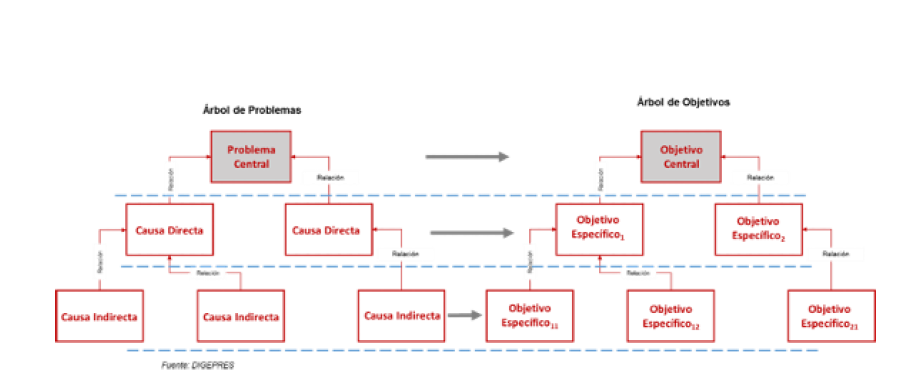 Árbol de Problemas
Árbol de Objetivos
Problema
Central
Objetivo
Central
Relación
Relación
Relación
Relación
Causa Directa
Causa Directa
Objetivo
Específico1
Objetivo
Específico2
Relación
Relación
Relación
Relación
Relación
Relación
Causa Indirecta
Causa Indirecta
Causa Indirecta
Objetivo
Específico11
Objetivo
Específico12
Objetivo
Específico21
Fuente: DIGEPRES